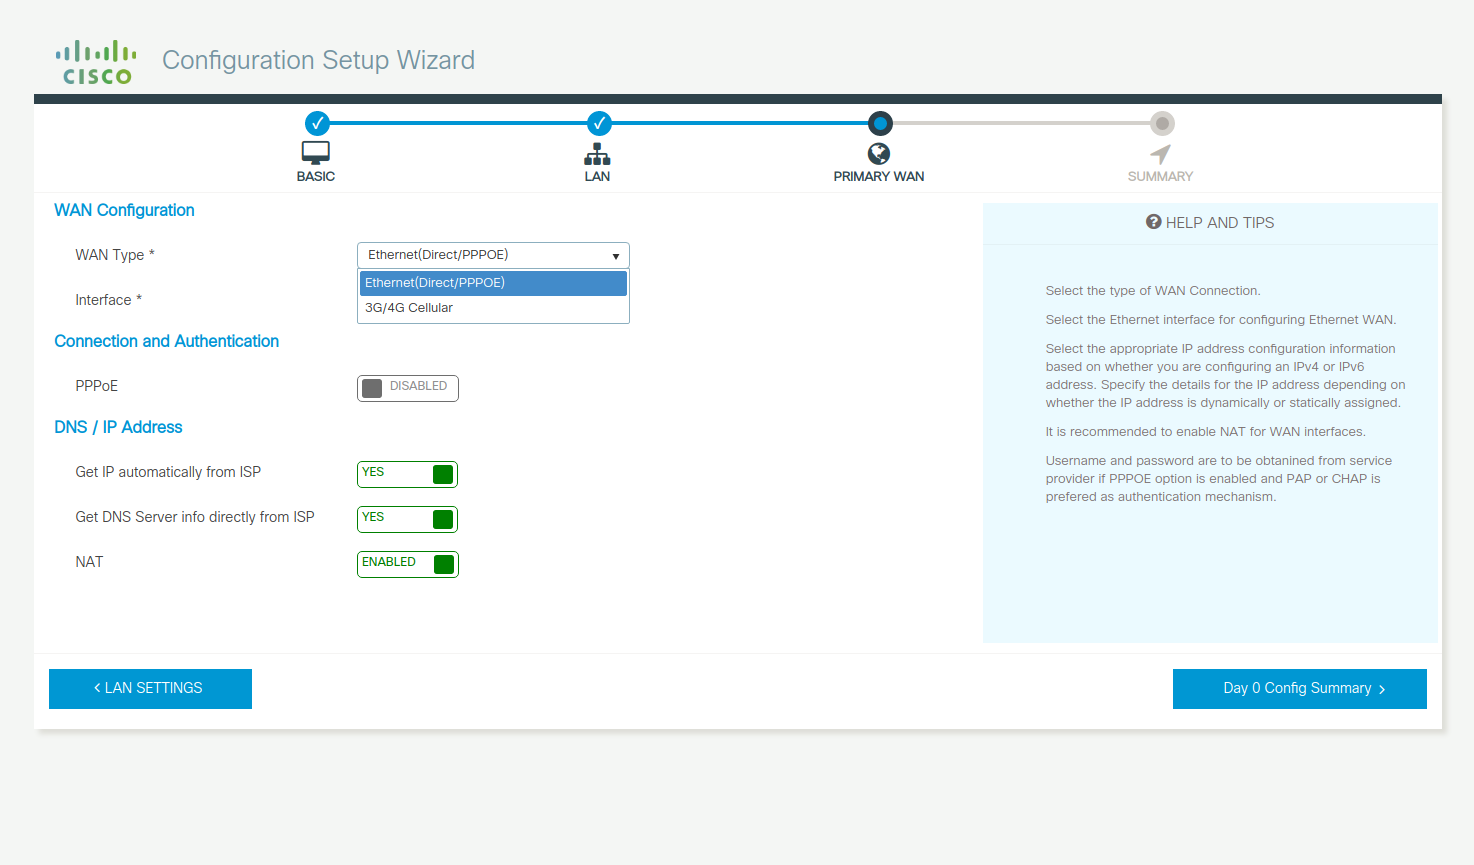 CISCO
Configuration Setup Wizard
BASIC
LAN
PRIMARY WAN
SUMMARY
WAN Configuration
WAN Type *
Ethernet(Direct/PPPOE)
Ethernet(Direct/PPPOE)
3G/4G Cellular
Interface *
Connection and Authentication
PPPoE
DISABLED
DNS / IP Address
Get IP automatically from ISP
YES
Get DNS Server info directly from ISP
YES
NAT
ENABLED
HELP AND TIPS
Select the type of WAN Connection.
Select the Ethernet interface for configuring Ethernet WAN.
Select the appropriate IP address configuration information
based on whether you are configuring an IPv4 or IPv6
address. Specify the details for the IP address depending on
whether the IP address is dynamically or statically assigned.
It is recommended to enable NAT for WAN interfaces.
Username and password are to be obtanined from service
provider if PPPOE option is enabled and PAP or CHAP is
prefered as authentication mechanism.
< LAN SETTINGS
Day 0 Config Summary >